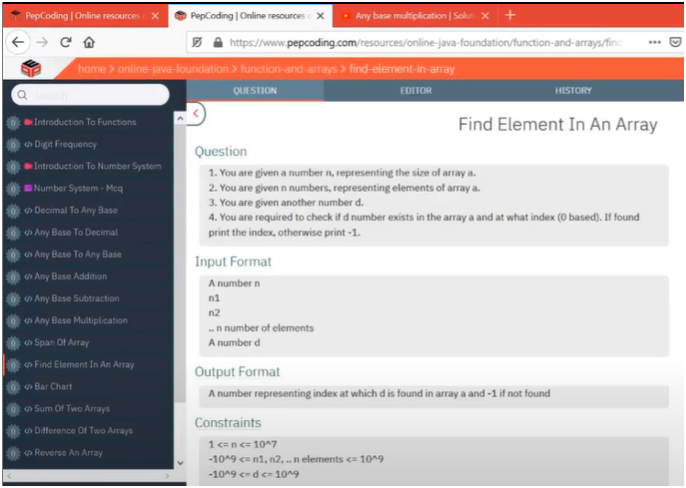 PepCoding | Online resources
PepCoding | Online resources
Any base multiplication | Solut
https://www.pepcoding.com/resources/online-java-foundation/function-and-arrays/find
home > online-java-foundation > function-and-arrays > find-element-in-array
QUESTION
EDITOR
HISTORY
Introduction To Functions
Digit Frequency
Introduction To Number System
Number System - Mcq
Decimal To Any Base
Any Base To Decimal
Any Base To Any Base
Any Base Addition
Any Base Subtraction
Any Base Multiplication
Span Of Array
Find Element In An Array
Bar Chart
Sum Of Two Arrays
Difference Of Two Arrays
Reverse An Array
Find Element In An Array
Question
1. You are given a number n, representing the size of array a.
2. You are given n numbers, representing elements of array a.
3. You are given another number d.
4. You are required to check if d number exists in the array a and at what index (0 based). If found
print the index, otherwise print -1.
Input Format
A number n
n1
n2
.. n number of elements
A number d
Output Format
A number representing index at which d is found in array a and -1 if not found
Constraints
1 <= n <= 10^7
-10^9 <= n1, n2, .. n elements <= 10^9
-10^9 <= d <= 10^9